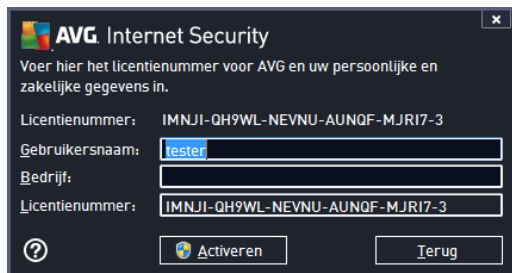 AVG. Internet Security
Voer hier het licentienummer voor AVG en uw persoonlijke en
zakelijke gegevens in.
Licentienummer: IMNJI-QH9WL-NEVNU-AUNQF-MJRI7-3
Gebruikersnaam: tester
Bedrijf:
Licentienummer: IMNJI-QH9WL-NEVNU-AUNQF-MJRI7-3
? Activeren Terug